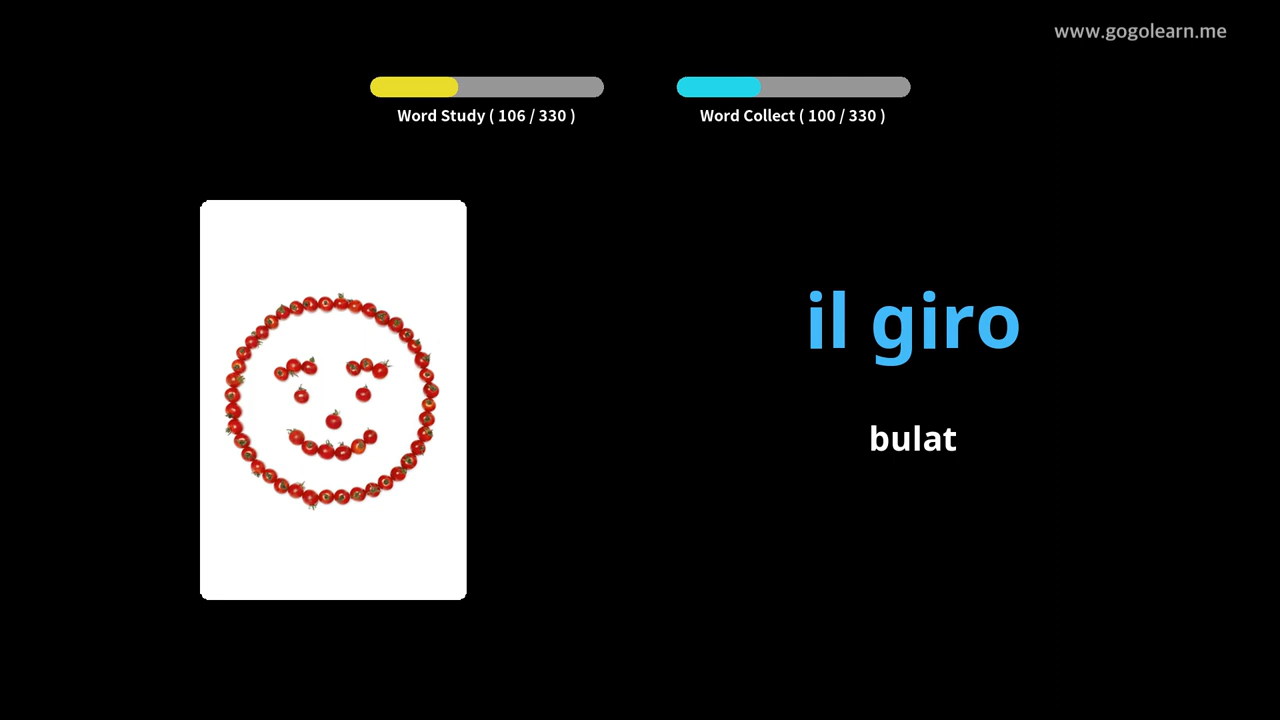 www.gogolearn.me
Word Study ( 106 / 330 )
Word Collect ( 100 / 330 )
il giro
bulat